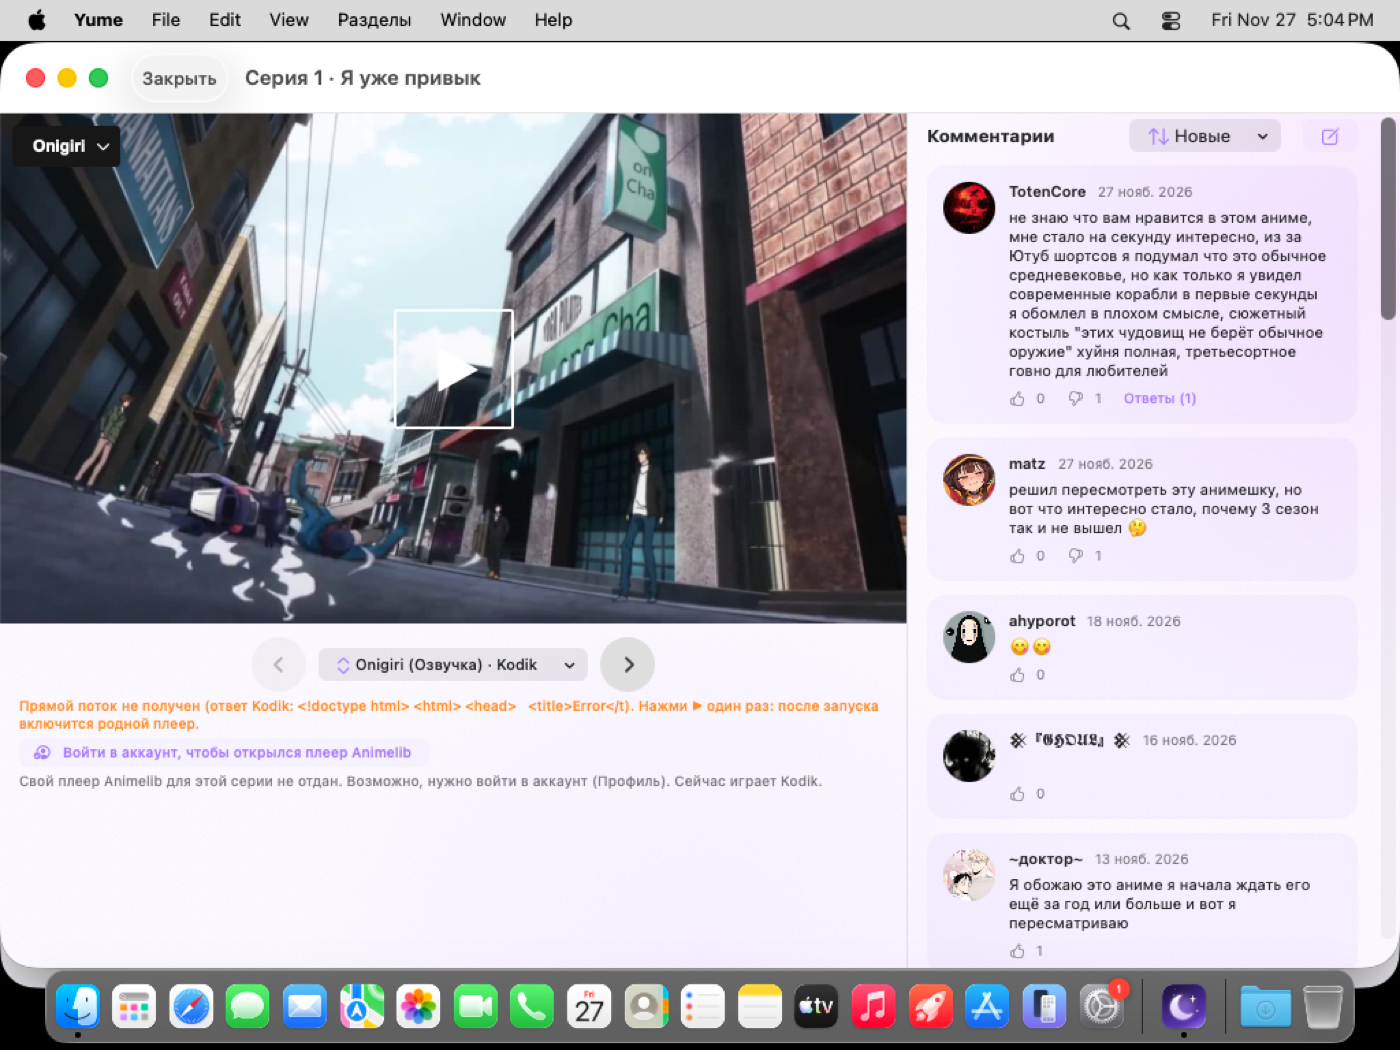 Yume File Edit View Разделы Window Help Fri Nov 27 5:04 PM
Закрыть Серия 1 · Я уже привык
Onigiri
on
Cha
Cha
Onigiri (Озвучка) · Kodik
Прямой поток не получен (ответ Kodik: <!doctype html> <html> <head> <title>Error</t). Нажми ▶ один раз: после запуска
включится родной плеер.
Войти в аккаунт, чтобы открылся плеер Animelib
Свой плеер Animelib для этой серии не отдан. Возможно, нужно войти в аккаунт (Профиль). Сейчас играет Kodik.
Комментарии Новые
TotenCore 27 нояб. 2026
не знаю что вам нравится в этом аниме,
мне стало на секунду интересно, из за
Ютуб шортсов я подумал что это обычное
средневековье, но как только я увидел
современные корабли в первые секунды
я обомлел в плохом смысле, сюжетный
костыль "этих чудовищ не берёт обычное
оружие" хуйня полная, третьесортное
говно для любителей
0 1 Ответы (1)
matz 27 нояб. 2026
решил пересмотреть эту анимешку, но
вот что интересно стало, почему 3 сезон
так и не вышел 🤔
0 1
ahyporot 18 нояб. 2026
😋😋
0
16 нояб. 2026
0
~доктор~ 13 нояб. 2026
Я обожаю это аниме я начала ждать его
ещё за год или больше и вот я
пересматриваю
1
Fri
27
tv
1